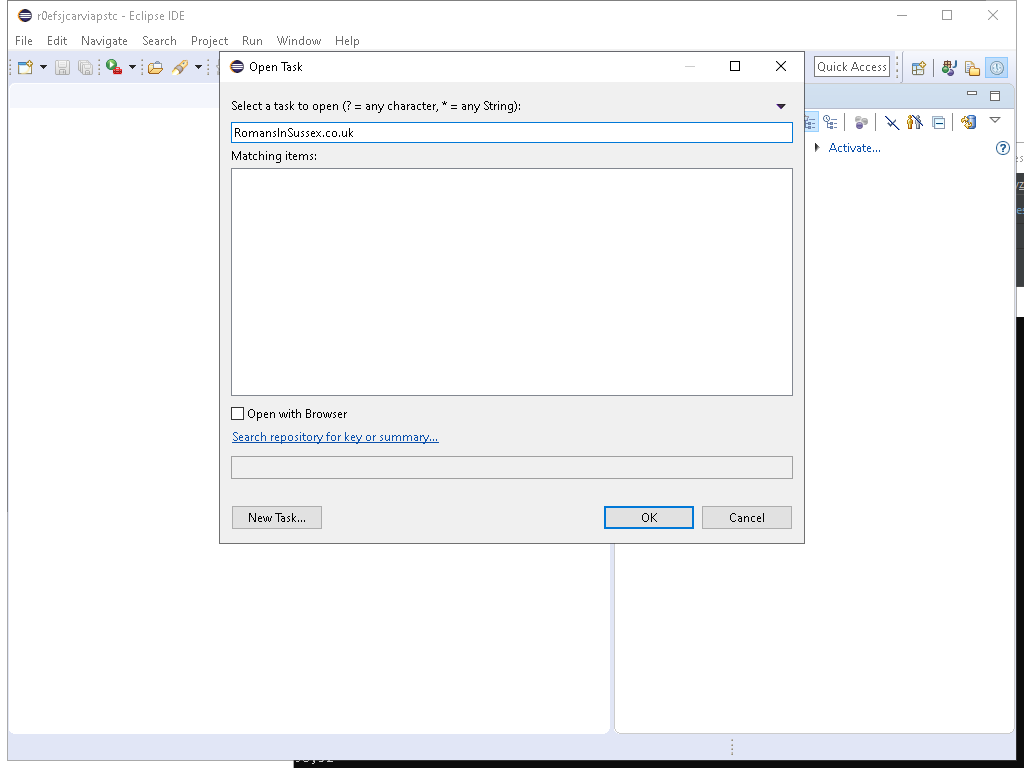 r0efsjcarviapstc - Eclipse IDE
File Edit Navigate Search Project Run Window Help
Open Task
Quick Access
Select a task to open (? = any character, * = any String):
RomansInSussex.co.uk
Matching items:
Activate...
Open with Browser
Search repository for key or summary...
New Task...
OK
Cancel